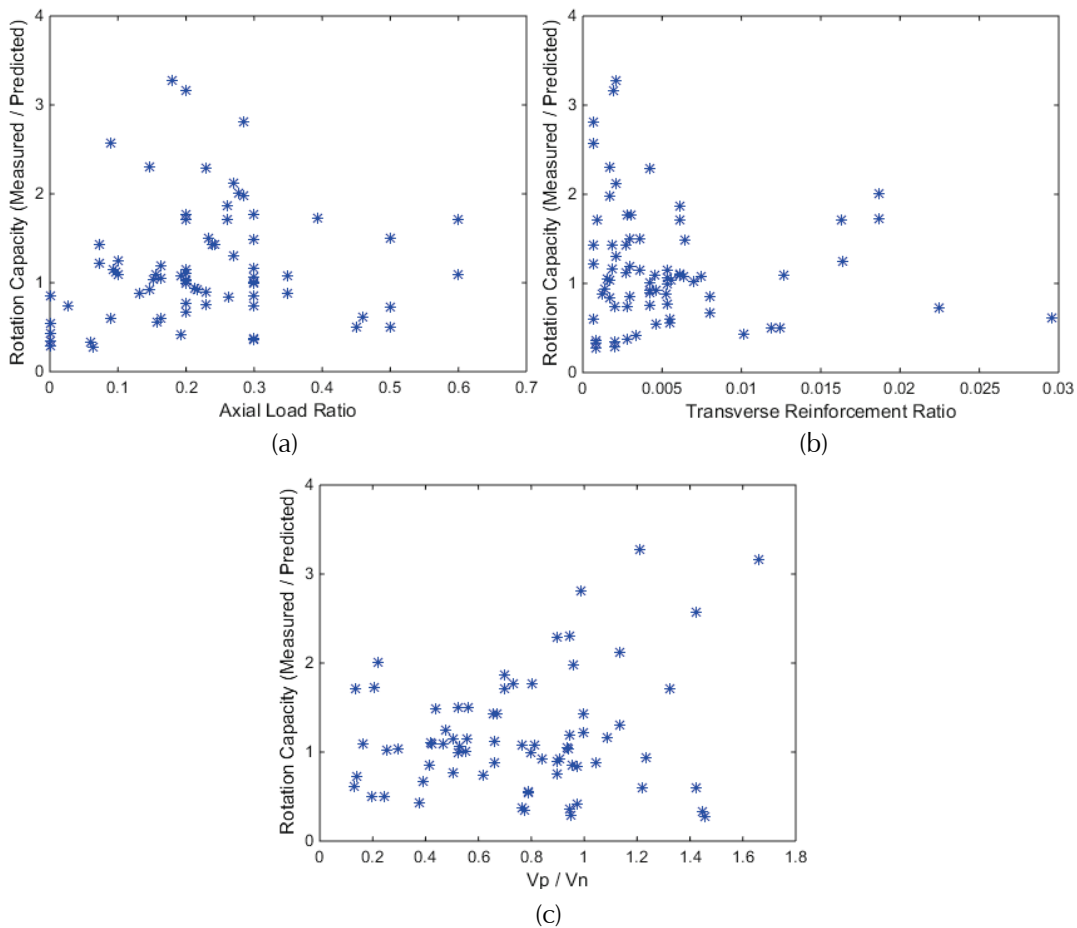 4
3
2
1
0
Rotation Capacity (Measured / Predicted)
0 0.1 0.2 0.3 0.4 0.5 0.6 0.7
Axial Load Ratio
(a)
4
3
2
1
0
Rotation Capacity (Measured / Predicted)
0 0.005 0.01 0.015 0.02 0.025 0.03
Transverse Reinforcement Ratio
(b)
4
3
2
1
0
Rotation Capacity (Measured / Predicted)
0 0.2 0.4 0.6 0.8 1 1.2 1.4 1.6 1.8
Vp / Vn
(c)